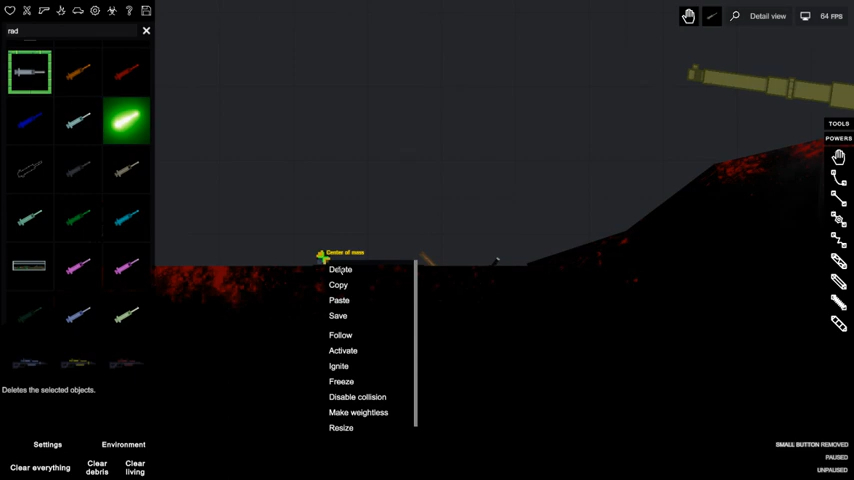 rad
Detail view
64 FPS
TOOLS
POWERS
Center of mass
Delete
Copy
Paste
Save
Follow
Activate
Ignite
Freeze
Disable collision
Make weightless
Resize
Deletes the selected objects.
Settings
Environment
Clear everything
Clear debris
Clear living
SMALL BUTTON REMOVED
PAUSED
UNPAUSED